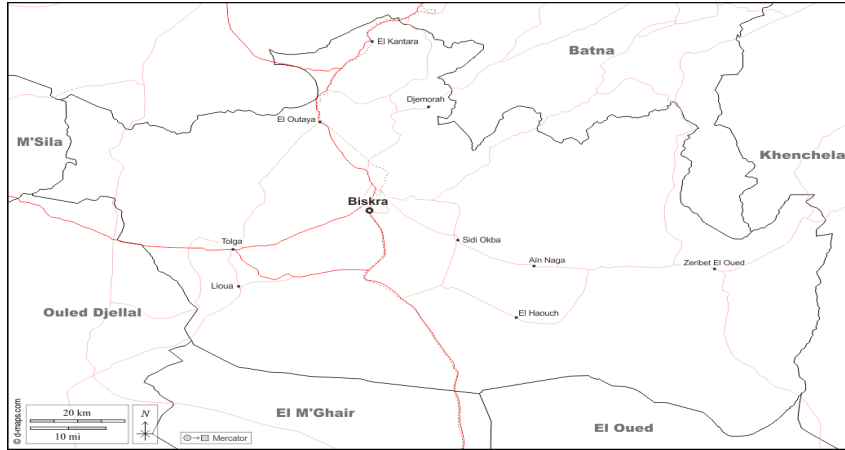 El Kantara
Batna
Djemorah
El Outaya
M'Sila
Khenchela
Biskra
Tolga
Sidi Okba
Aïn Naga
Zeribet El Oued
Lioua
Ouled Djellal
El Haouch
El M'Ghair
El Oued
20 km
10 mi
N
Mercator
© d-maps.com